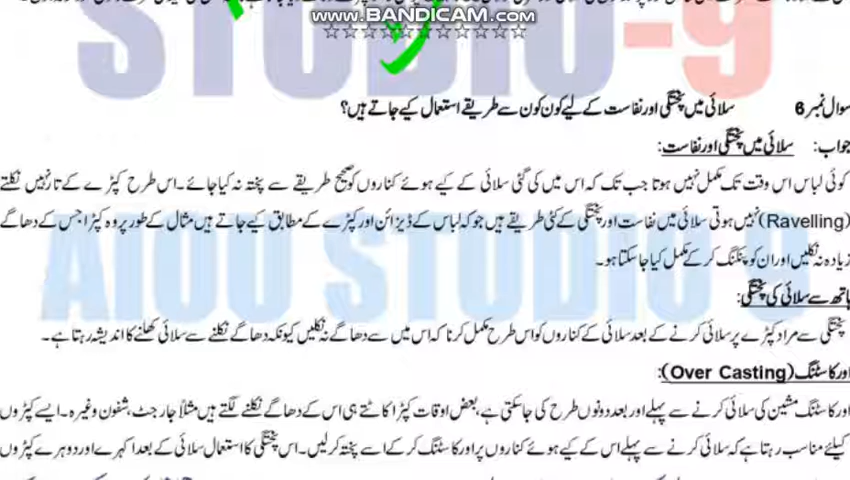 www.BANDICAM.com
STUDIO-9
سوال نمبر 6 سلائی میں پختگی اور نفاست کے لیے کون کون سے طریقے استعمال کیے جاتے ہیں؟
جواب: سلائی میں پختگی اور نفاست:
کوئی لباس اس وقت تک مکمل نہیں ہوتا جب تک کہ اس میں کی گئی سلائی کے کیے ہوئے کناروں کو صحیح طریقے سے پختہ نہ کیا جائے۔ اس طرح کپڑے کے تار نہیں نکلتے
(Ravelling) نہیں ہوتی سلائی میں نفاست اور پختگی کے کئی طریقے ہیں جو کہ لباس کے ڈیزائن اور کپڑے کے مطابق کیے جاتے ہیں مثال کے طور پر وہ کپڑا جس کے دھاگے
زیادہ نہ نکلیں اور ان کو پنکنگ کر کے مکمل کیا جا سکتا ہو۔
AIOU STUDIO 9
ہاتھ سے سلائی کی پختگی:
پختگی سے مراد کپڑے پر سلائی کرنے کے بعد سلائی کے کناروں کو اس طرح مکمل کرنا کہ اس میں سے دھاگے نہ نکلیں کیونکہ دھاگے نکلنے سے سلائی کھلنے کا اندیشہ رہتا ہے۔
اورکاسٹنگ (Over Casting):
اورکاسٹنگ مشین کی سلائی کرنے سے پہلے اور بعد دونوں طرح کی جا سکتی ہے، بعض اوقات کپڑا کاٹتے ہی اس کے دھاگے نکلنے لگتے ہیں مثلاً جارجٹ، شفون وغیرہ۔ ایسے کپڑوں
کیلئے مناسب رہتا ہے کہ سلائی کرنے سے پہلے اس کے کیے ہوئے کناروں پر اورکاسٹنگ کر کے اسے پختہ کر لیں۔ اس پختگی کا استعمال سلائی کے بعد اکہرے اور دوہرے کپڑوں